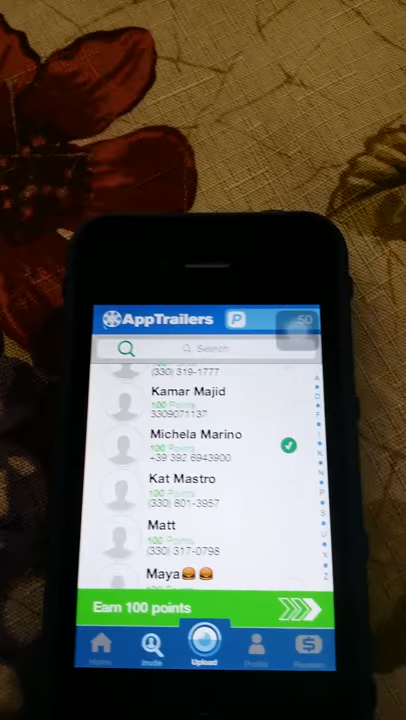 AppTrailers P 50
Search
(330) 319-1777
Kamar Majid
100 Points
3309071137
Michela Marino
100 Points
+39 392 6943900
Kat Mastro
100 Points
(330) 801-3957
Matt
100 Points
(330) 317-0798
Maya🍔🍔
100 Points
Earn 100 points
Home Invite Upload Profile
A
D
F
I
K
N
P
S
U
X
Z